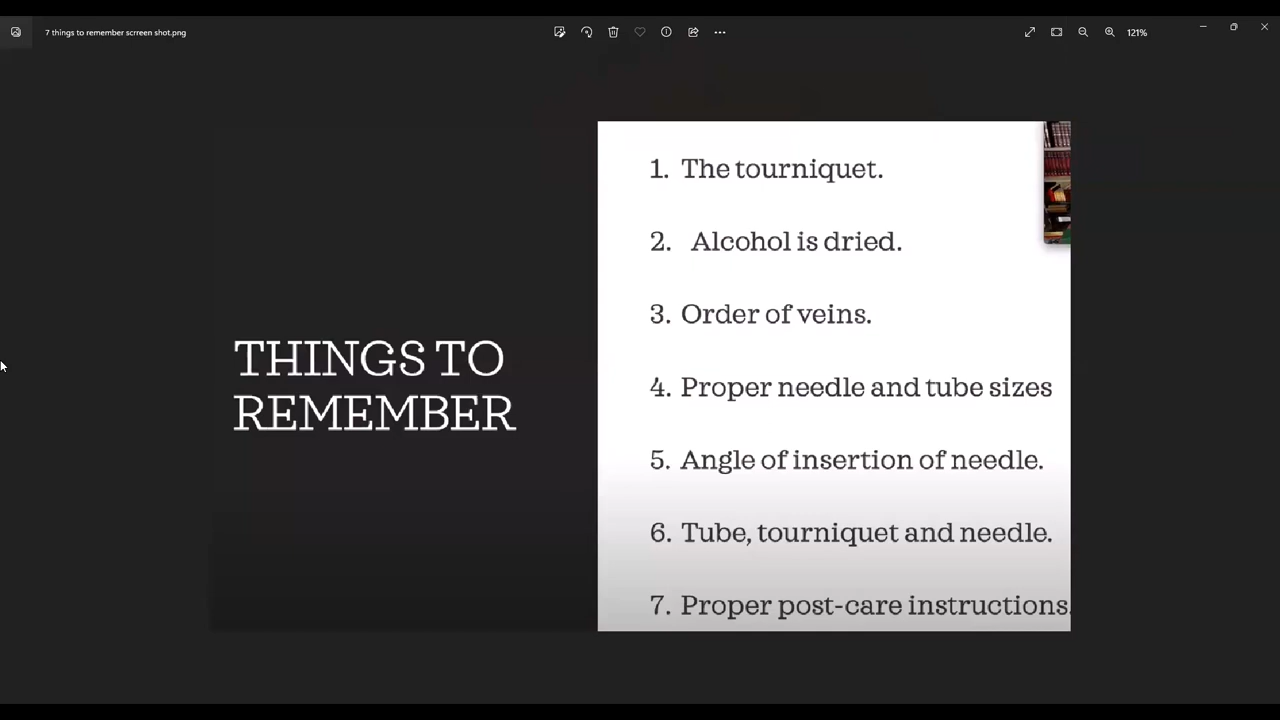 7 things to remember scrreen shot.png
121%
1. The tourniquet.
2. Alcohol is dried.
3. Order of veins.
THINGS TO
REMEMBER
4. Proper needle and tube sizes
5. Angle of insertion of needle.
6. Tube, tourniquet and needle.
7. Proper post-care instructions.